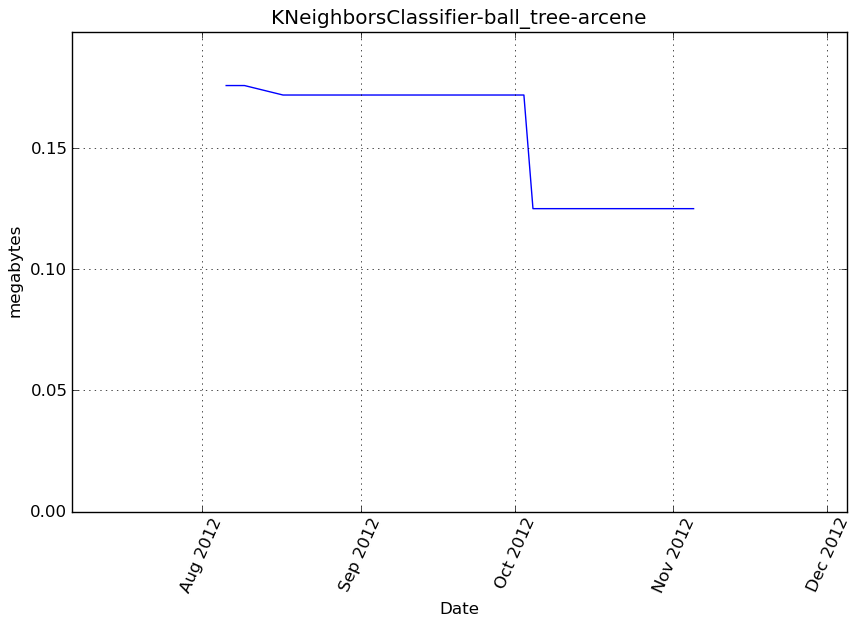 KNeighborsClassifier-ball_tree-arcene
megabytes
0.15
0.10
0.05
0.00
Aug 2012
Sep 2012
Oct 2012
Nov 2012
Dec 2012
Date